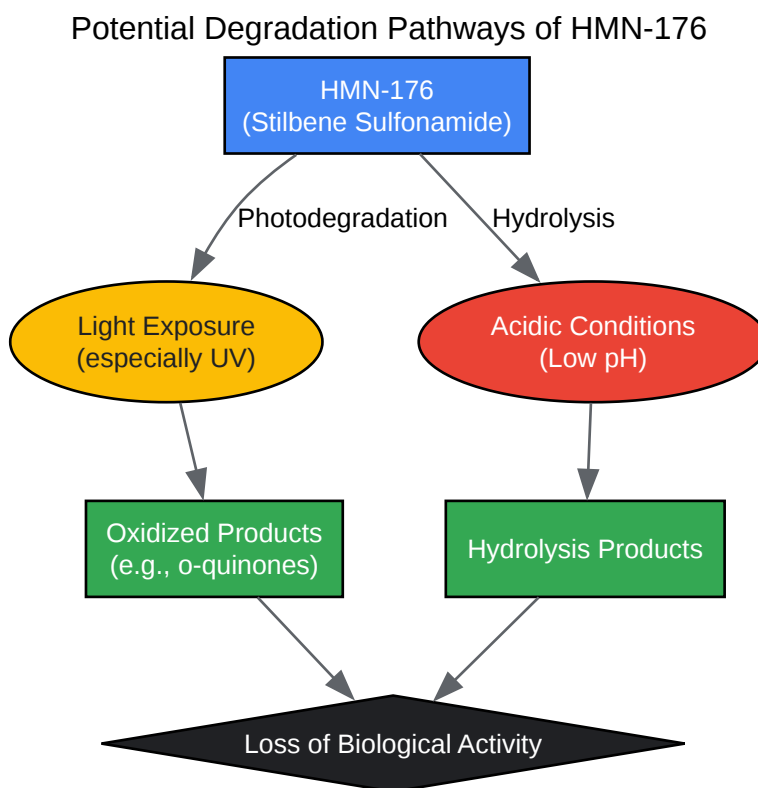 Potential Degradation Pathways of HMN-176
HMN-176
(Stilbene Sulfonamide)
Photodegradation
Hydrolysis
Light Exposure
(especially UV)
Acidic Conditions
(Low pH)
Oxidized Products
(e.g., o-quinones)
Hydrolysis Products
Loss of Biological Activity